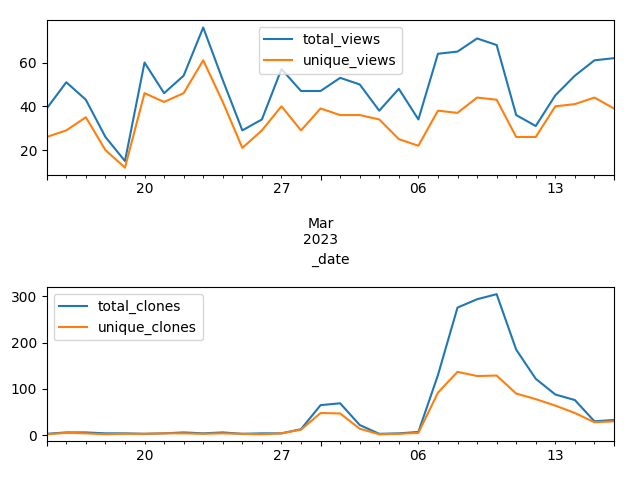 total_views
unique_views
60
40
20
20 27 06 13
Mar
2023
_date
total_clones
unique_clones
300
200
100
0
20 27 06 13